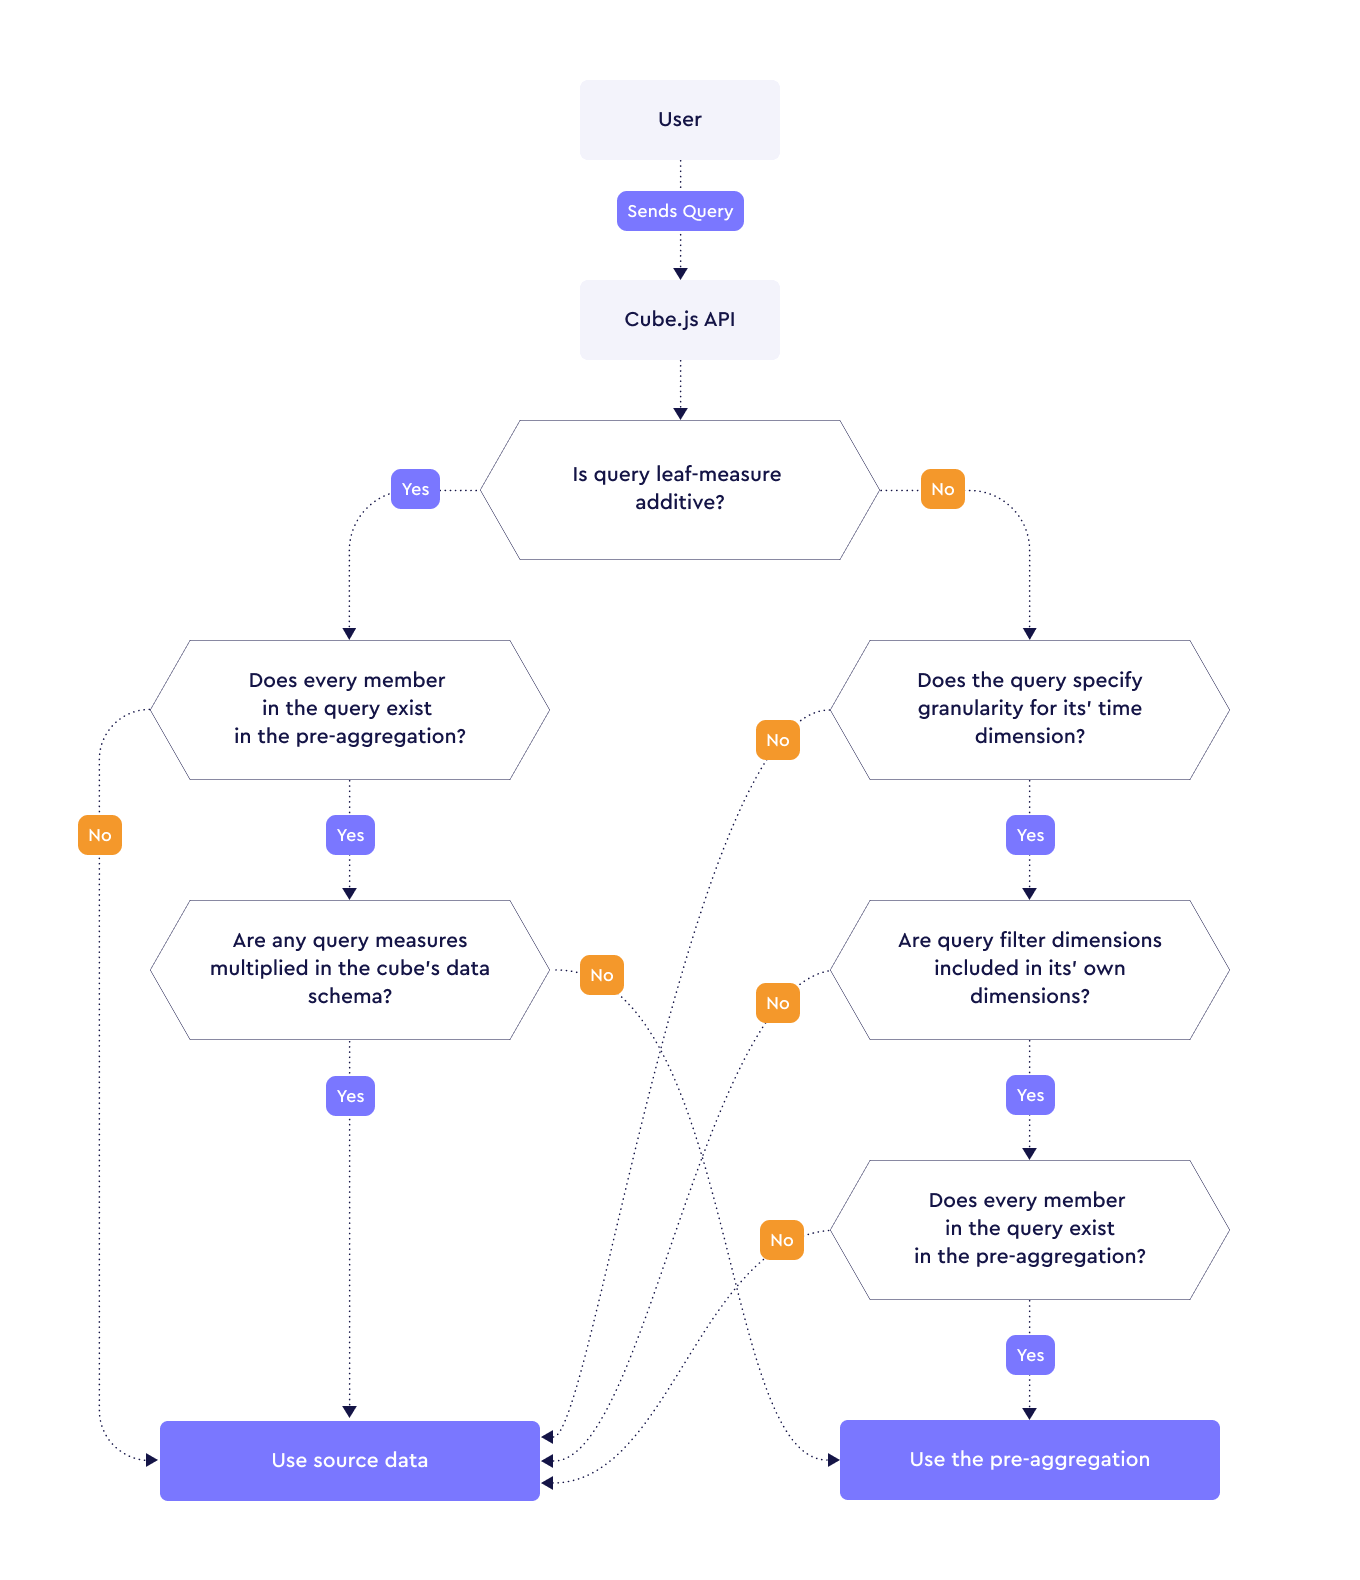 User
Sends Query
Cube.js API
Is query leaf-measure
additive?
Yes
No
Does every member
in the query exist
in the pre-aggregation?
Does the query specify
granularity for its' time
dimension?
No
No
Yes
Yes
Are any query measures
multiplied in the cube's data
schema?
Are query filter dimensions
included in its' own
dimensions?
No
No
Yes
Yes
Does every member
in the query exist
in the pre-aggregation?
No
Yes
Use source data
Use the pre-aggregation